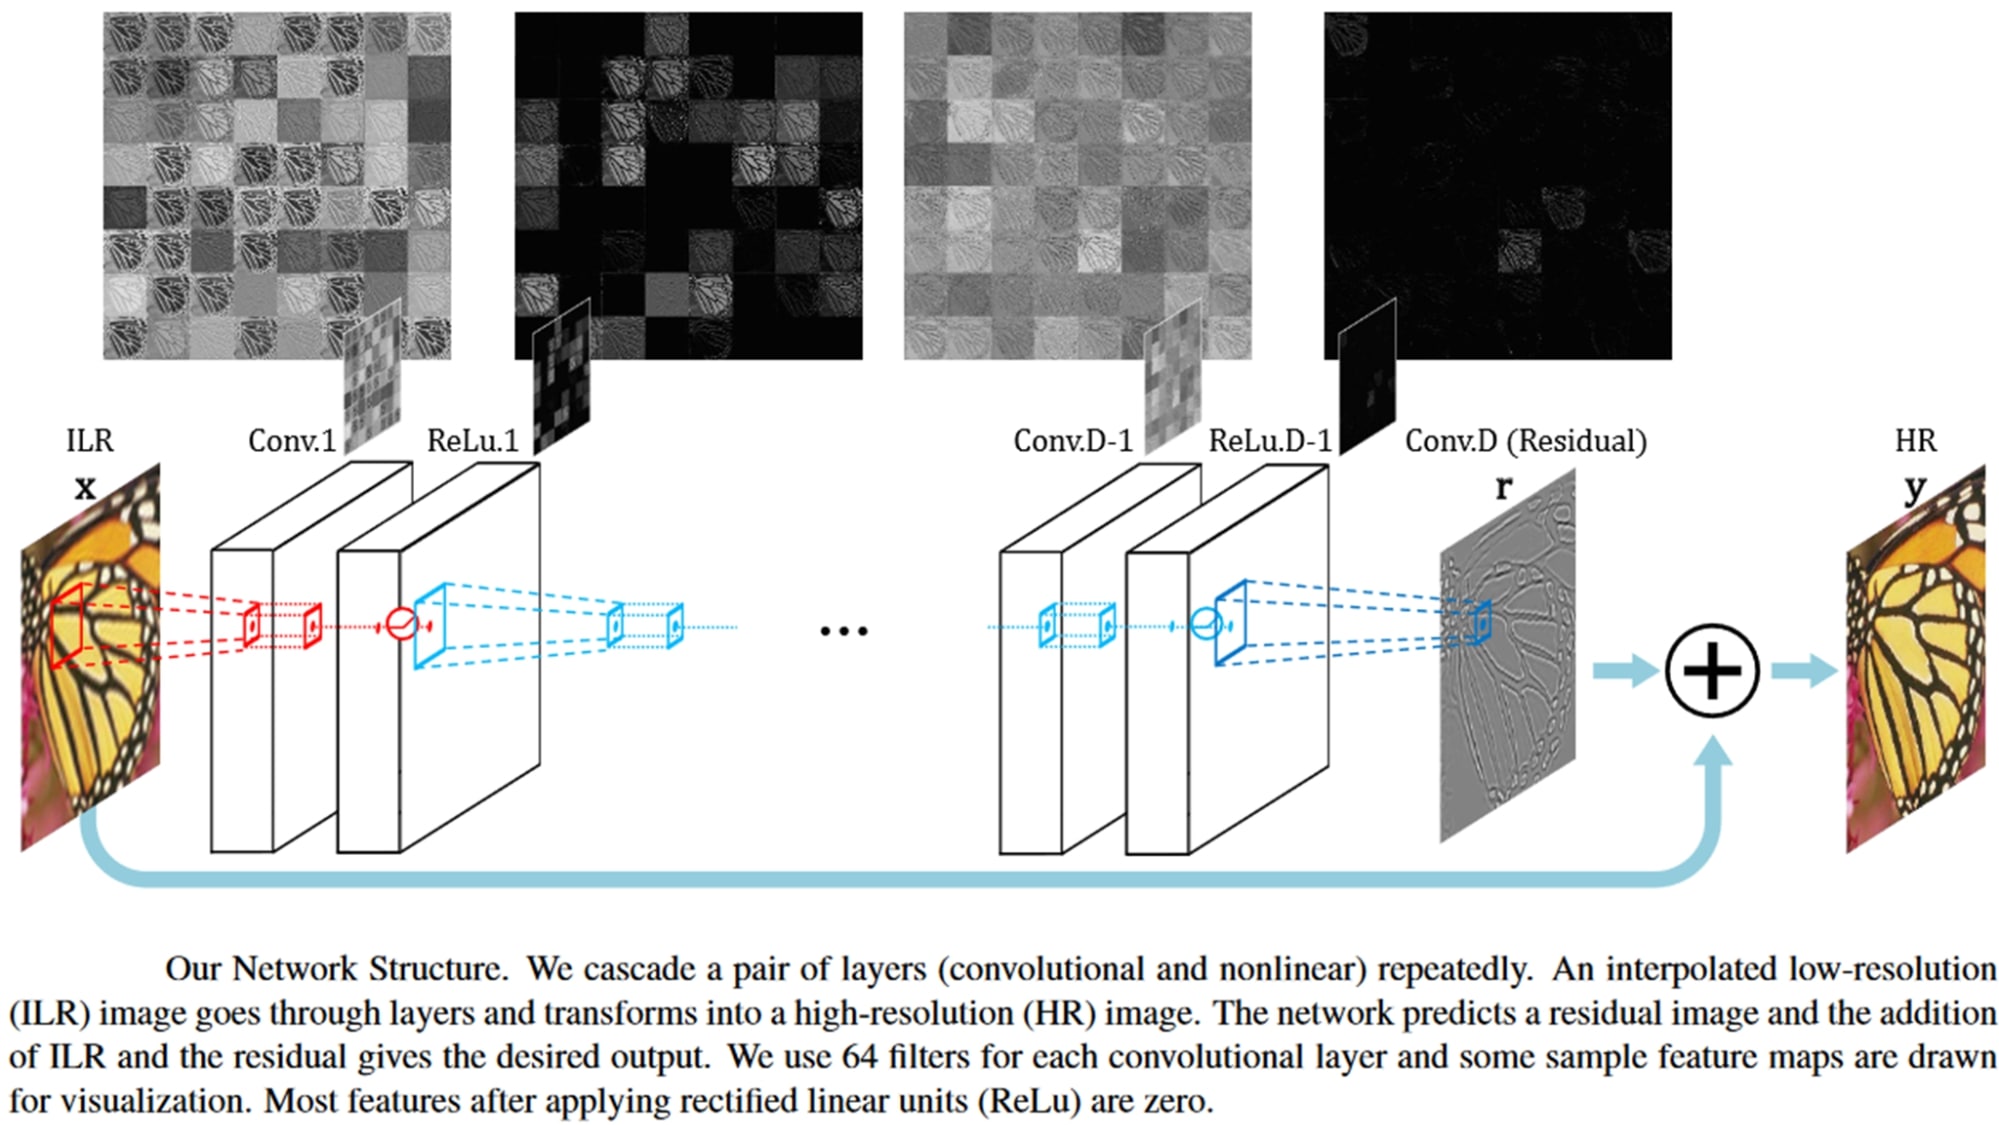 ILR
x
Conv.1
ReLu.1
Conv.D-1
ReLu.D-1
Conv.D (Residual)
r
HR
y
Our Network Structure. We cascade a pair of layers (convolutional and nonlinear) repeatedly. An interpolated low-resolution
(ILR) image goes through layers and transforms into a high-resolution (HR) image. The network predicts a residual image and the addition
of ILR and the residual gives the desired output. We use 64 filters for each convolutional layer and some sample feature maps are drawn
for visualization. Most features after applying rectified linear units (ReLu) are zero.